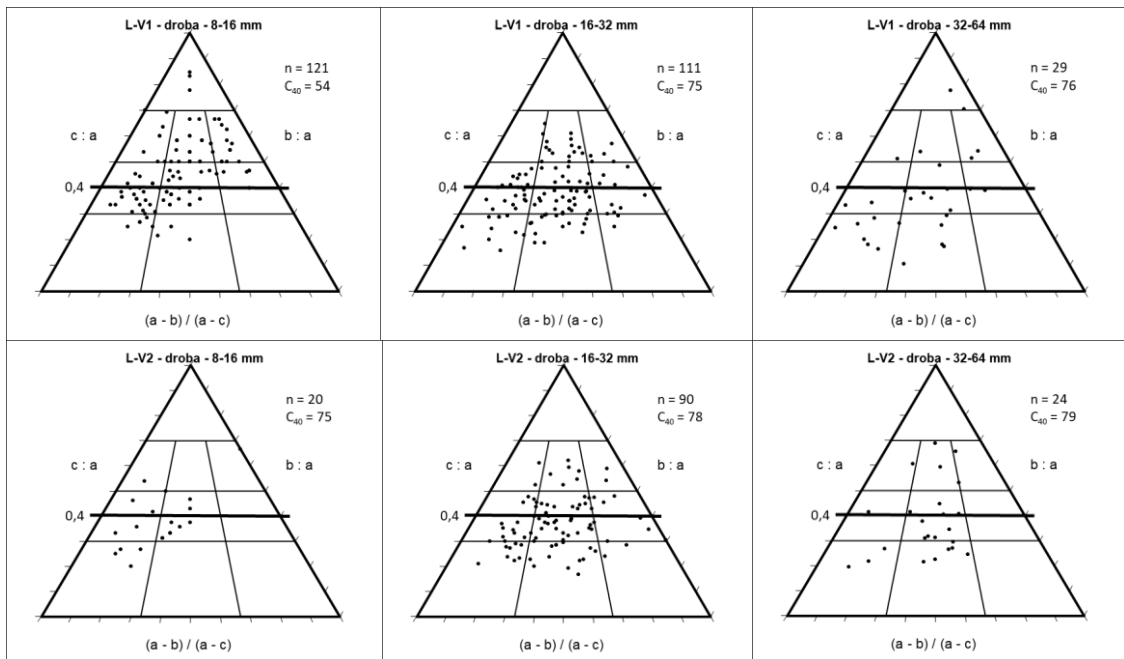 L-V1 - droba - 8-16 mm
n = 121
C₄₀ = 54
c : a
b : a
0,4
(a - b) / (a - c)
L-V1 - droba - 16-32 mm
n = 111
C₄₀ = 75
c : a
b : a
0,4
(a - b) / (a - c)
L-V1 - droba - 32-64 mm
n = 29
C₄₀ = 76
c : a
b : a
0,4
(a - b) / (a - c)
L-V2 - droba - 8-16 mm
n = 20
C₄₀ = 75
c : a
b : a
0,4
(a - b) / (a - c)
L-V2 - droba - 16-32 mm
n = 90
C₄₀ = 78
c : a
b : a
0,4
(a - b) / (a - c)
L-V2 - droba - 32-64 mm
n = 24
C₄₀ = 79
c : a
b : a
0,4
(a - b) / (a - c)